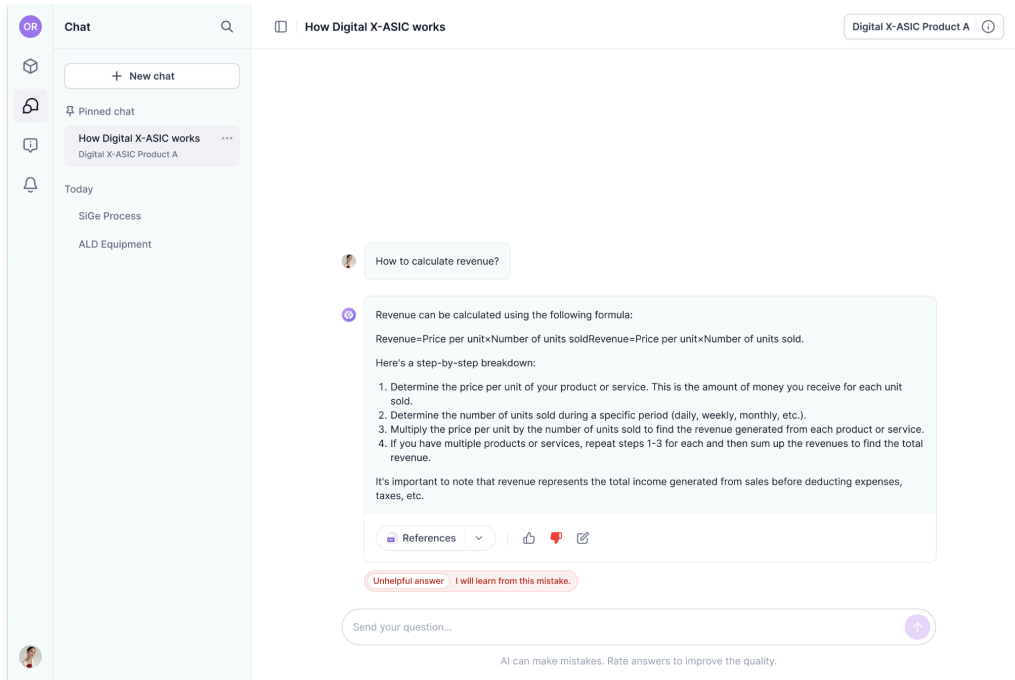 OR
Chat
How Digital X-ASIC works
Digital X-ASIC Product A
New chat
Pinned chat
How Digital X-ASIC works
Digital X-ASIC Product A
Today
SiGe Process
ALD Equipment
How to calculate revenue?
Revenue can be calculated using the following formula:
Revenue=Price per unit×Number of units soldRevenue=Price per unit×Number of units sold.
Here's a step-by-step breakdown:
1. Determine the price per unit of your product or service. This is the amount of money you receive for each unit
sold.
2. Determine the number of units sold during a specific period (daily, weekly, monthly, etc.).
3. Multiply the price per unit by the number of units sold to find the revenue generated from each product or service.
4. If you have multiple products or services, repeat steps 1-3 for each and then sum up the revenues to find the total
revenue.
It's important to note that revenue represents the total income generated from sales before deducting expenses,
taxes, etc.
References
Unhelpful answer I will learn from this mistake.
Send your question...
AI can make mistakes. Rate answers to improve the quality.